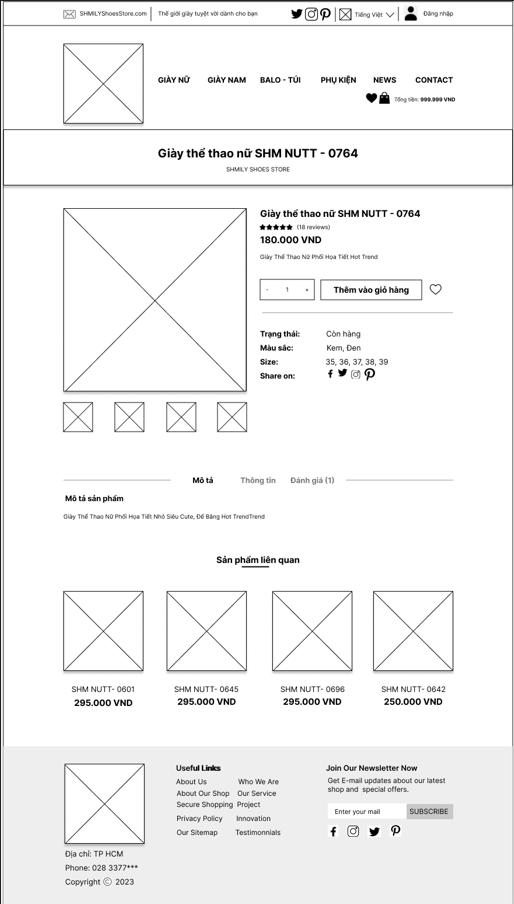 SHMILYShoesStore.com
Thế giới giày tuyệt vời dành cho bạn
Tiếng Việt
Đăng nhập
GIÀY NỮ GIÀY NAM BALO - TÚI PHỤ KIỆN NEWS CONTACT
Tổng tiền: 999.999 VND
Giày thể thao nữ SHM NUTT - 0764
SHMILY SHOES STORE
Giày thể thao nữ SHM NUTT - 0764
(18 reviews)
180.000 VND
Giày Thể Thao Nữ Phối Họa Tiết Hot Trend
- 1 +
Thêm vào giỏ hàng
Trạng thái: Còn hàng
Màu sắc: Kem, Đen
Size: 35, 36, 37, 38, 39
Share on:
Mô tả Thông tin Đánh giá (1)
Mô tả sản phẩm
Giày Thể Thao Nữ Phối Họa Tiết Nhỏ Siêu Cute, Đế Bằng Hot TrendTrend
Sản phẩm liên quan
SHM NUTT- 0601
295.000 VND
SHM NUTT- 0645
295.000 VND
SHM NUTT- 0696
295.000 VND
SHM NUTT- 0642
250.000 VND
Địa chỉ: TP HCM
Phone: 028 3377***
Copyright © 2023
Useful Links
About Us Who We Are
About Our Shop Our Service
Secure Shopping Project
Privacy Policy Innovation
Our Sitemap Testimonnials
Join Our Newsletter Now
Get E-mail updates about our latest
shop and special offers.
Enter your mail SUBSCRIBE